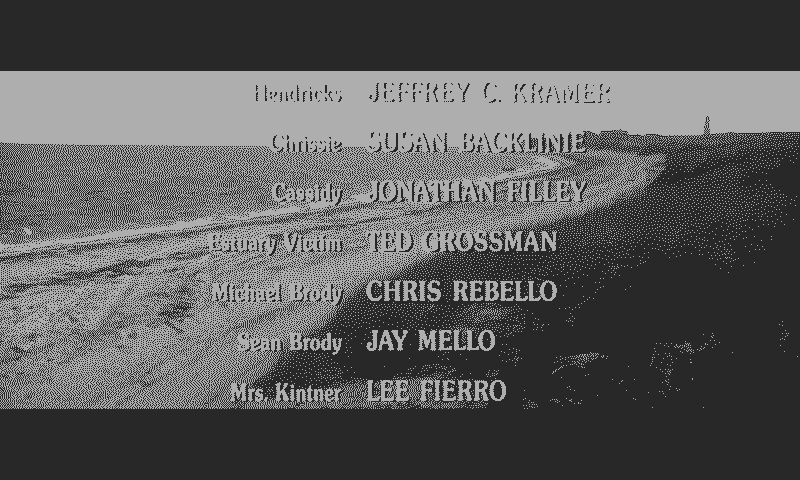 Hendricks JEFFREY C. KRAMER
Chrissie SUSAN BACKLINIE
Cassidy JONATHAN FILLEY
Estuary Victim TED GROSSMAN
Michael Brody CHRIS REBELLO
Sean Brody JAY MELLO
Mrs. Kintner LEE FIERRO